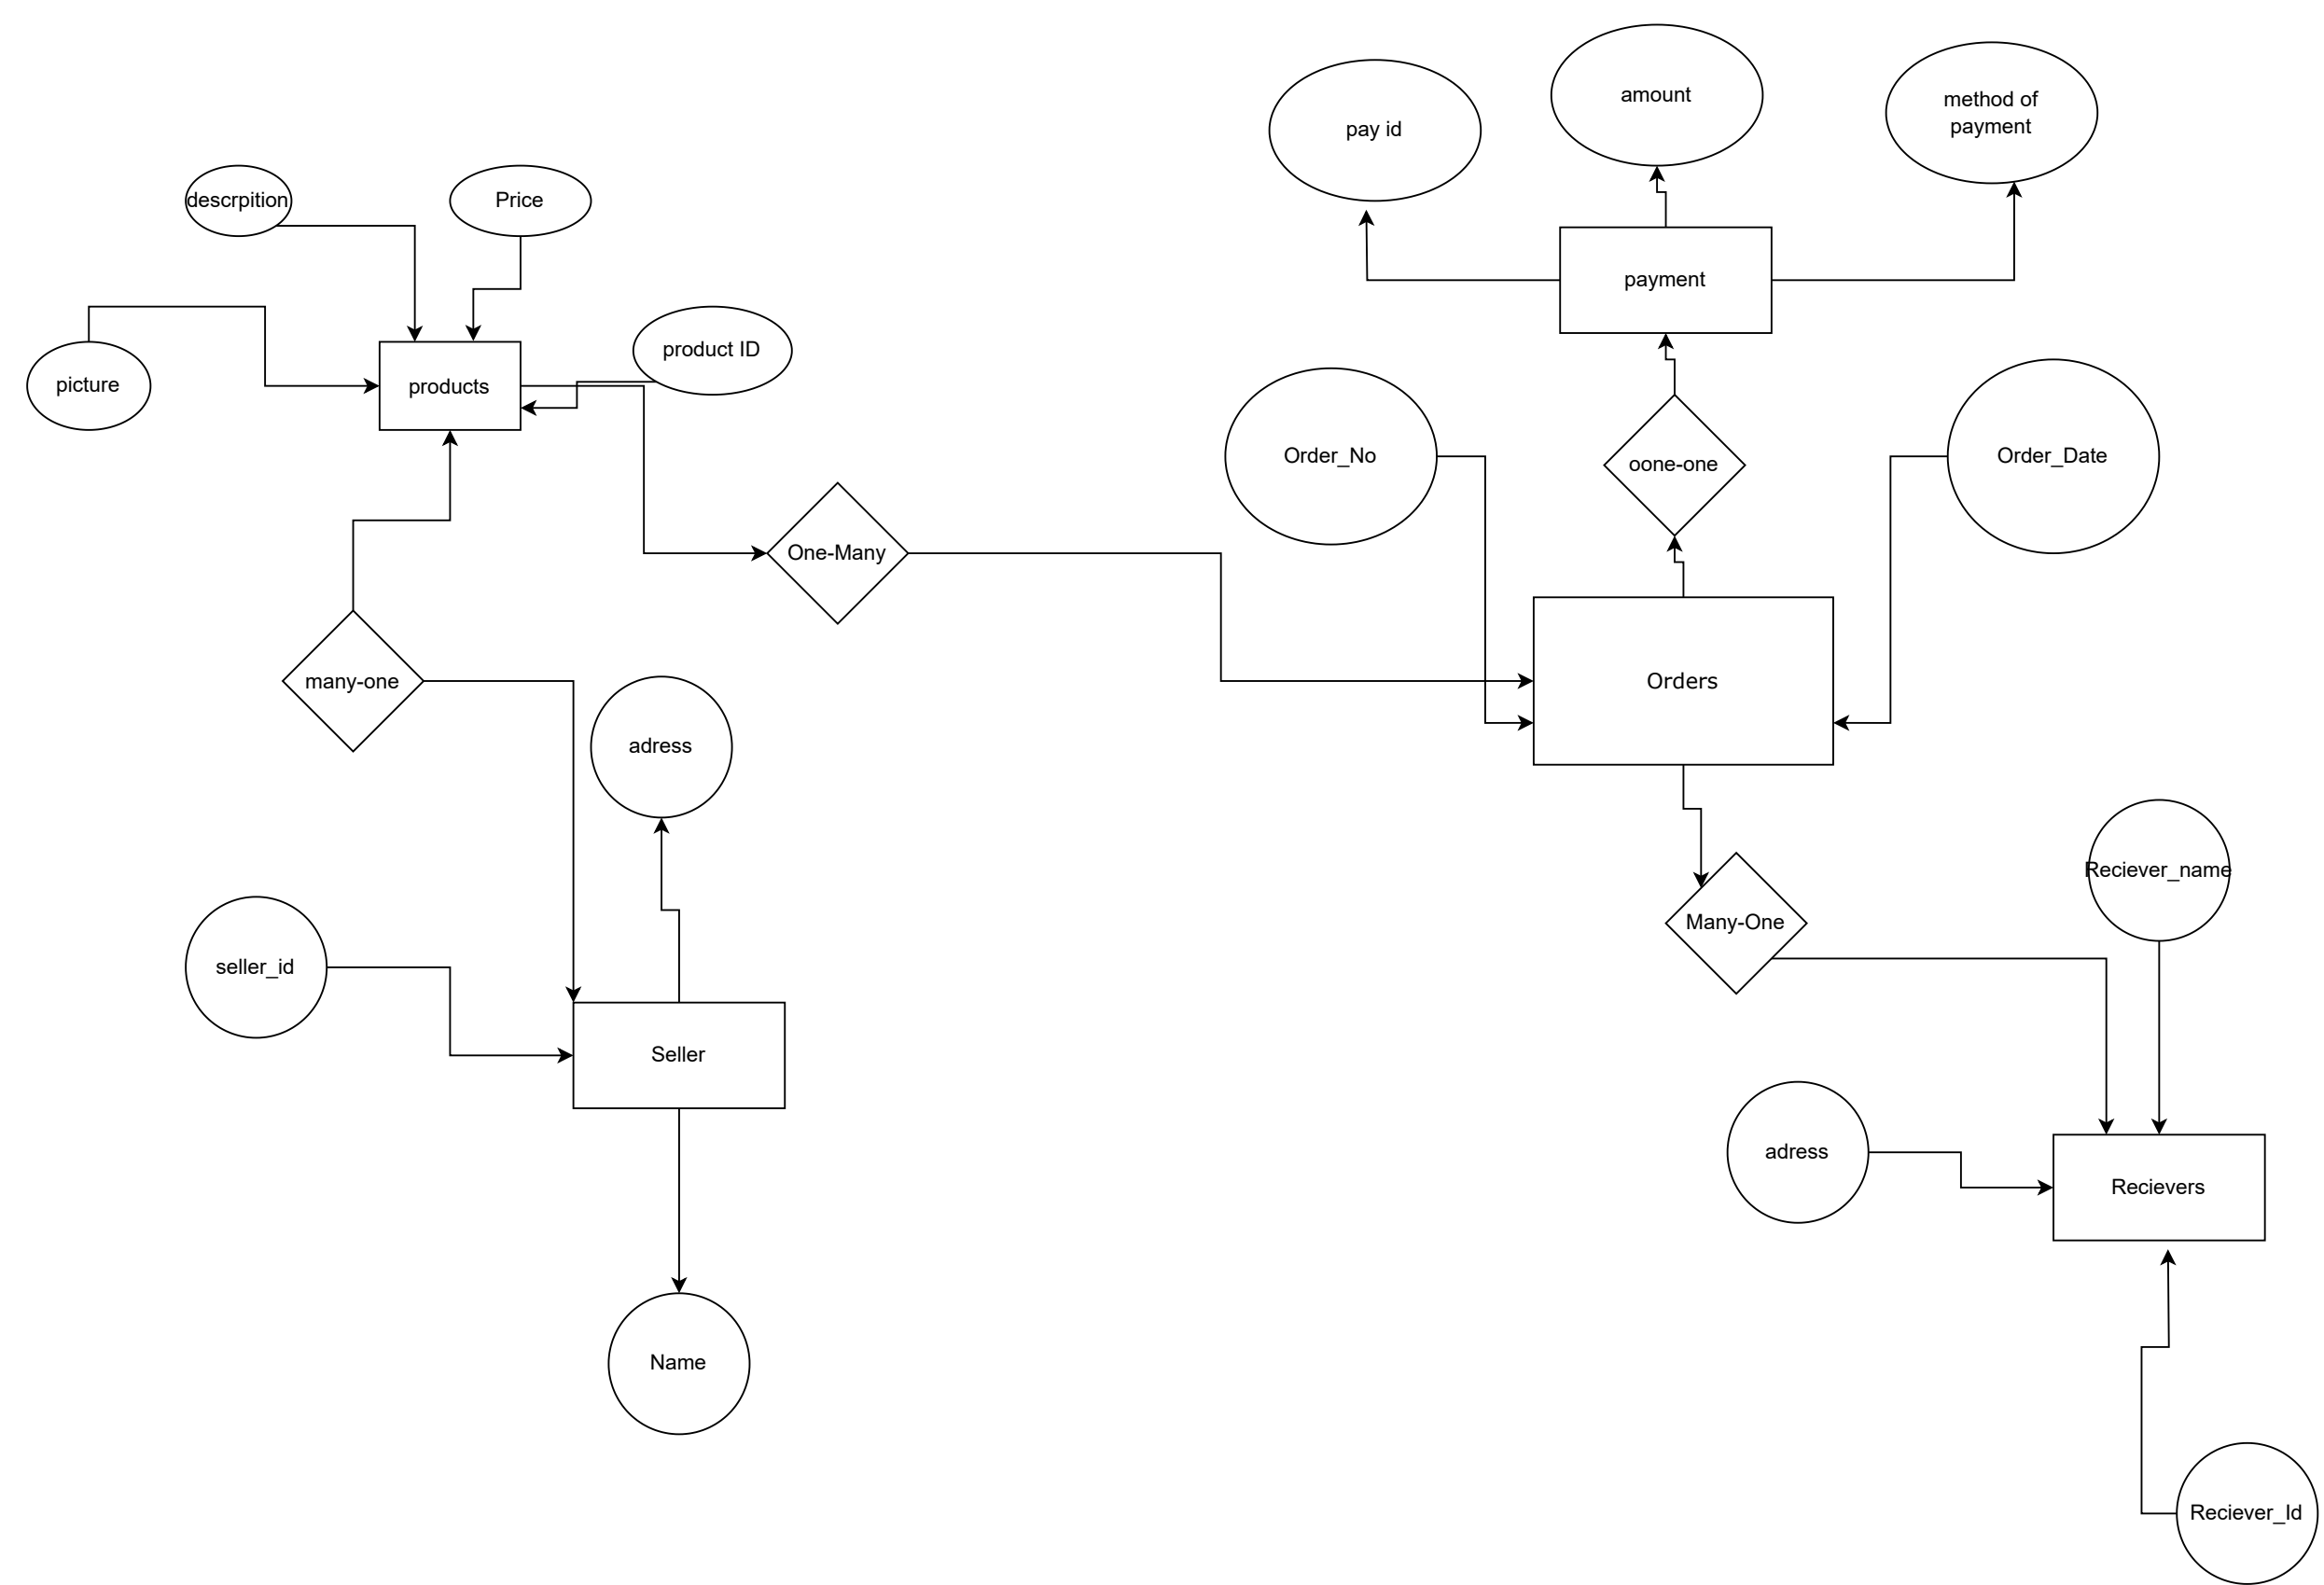 amount
method of
payment
pay id
descrpition
Price
payment
product ID
picture
products
Order_No
oone-one
Order_Date
One-Many
many-one
Orders
adress
Reciever_name
Many-One
seller_id
Seller
adress
Recievers
Name
Reciever_Id